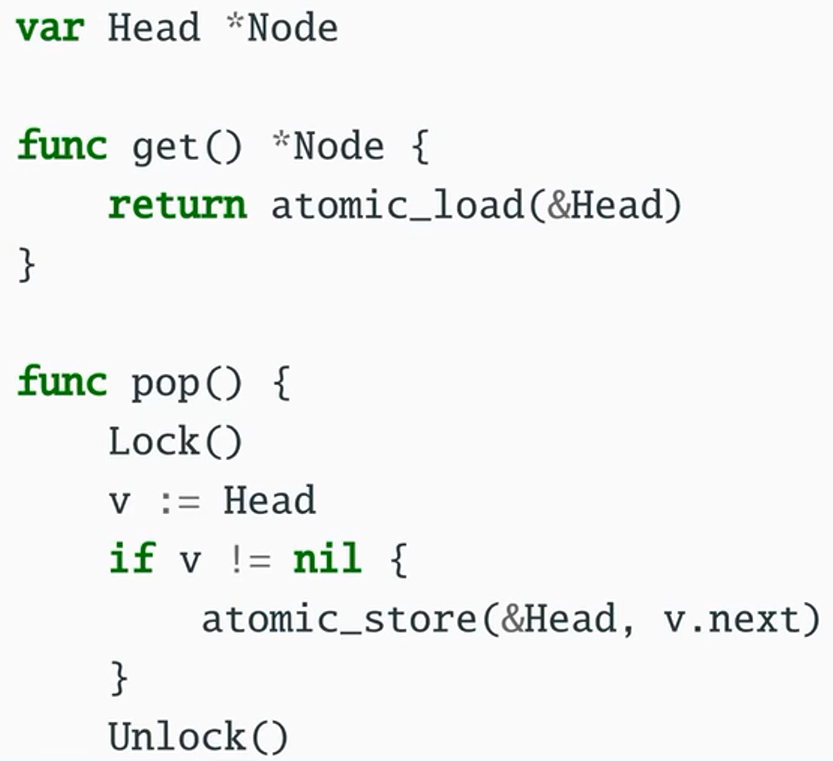 var Head *Node

func get() *Node {
    return atomic_load(&Head)
}

func pop() {
    Lock()
    v := Head
    if v != nil {
        atomic_store(&Head, v.next)
    }
    Unlock()